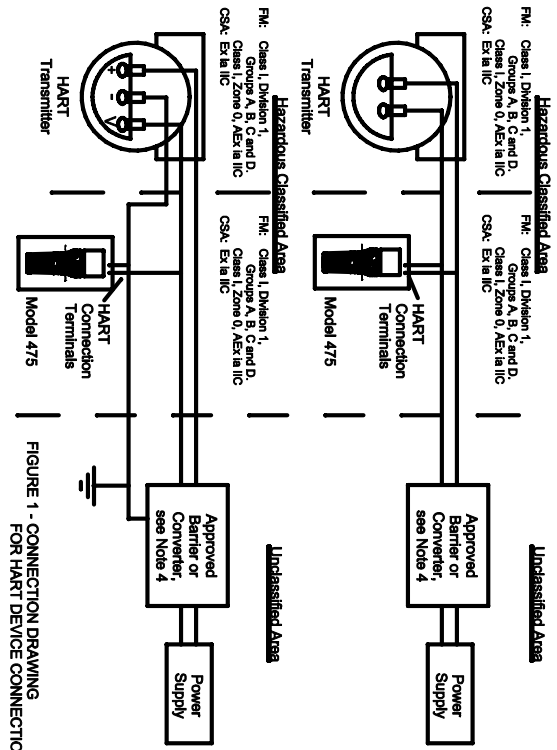 Hazardous Classified Area
Unclassified Area
FM: Class I, Division 1,
Groups A, B, C and D.
Class I, Zone 0, AEx ia IIC
CSA: Ex ia IIC
FM: Class I, Division 1,
Groups A, B, C and D.
Class I, Zone 0, AEx ia IIC
CSA: Ex ia IIC
HART
Transmitter
HART
Connection
Terminals
Model 475
Approved
Barrier or
Converter,
see Note 4
Power
Supply
Hazardous Classified Area
Unclassified Area
FM: Class I, Division 1,
Groups A, B, C and D.
Class I, Zone 0, AEx ia IIC
CSA: Ex ia IIC
FM: Class I, Division 1,
Groups A, B, C and D.
Class I, Zone 0, AEx ia IIC
CSA: Ex ia IIC
+ - V
HART
Transmitter
HART
Connection
Terminals
Model 475
Approved
Barrier or
Converter,
see Note 4
Power
Supply
FIGURE 1 - CONNECTION DRAWING
FOR HART DEVICE CONNECTIO